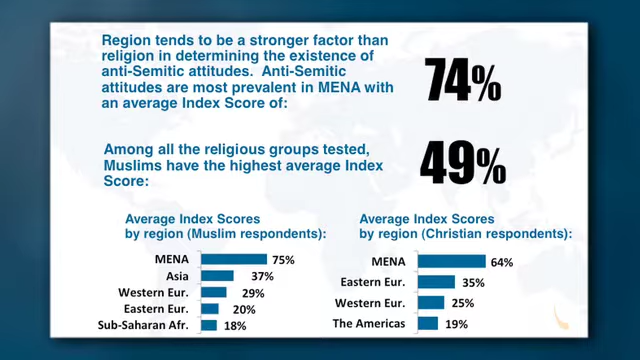 Region tends to be a stronger factor than
religion in determining the existence of
anti-Semitic attitudes. Anti-Semitic
attitudes are most prevalent in MENA with
an average Index Score of:
74%
Among all the religious groups tested,
Muslims have the highest average Index
Score:
49%
Average Index Scores
by region (Muslim respondents):
MENA 75%
Asia 37%
Western Eur. 29%
Eastern Eur. 20%
Sub-Saharan Afr. 18%
Average Index Scores
by region (Christian respondents):
MENA 64%
Eastern Eur. 35%
Western Eur. 25%
The Americas 19%